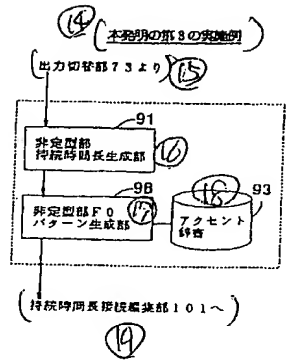 ⑭
(本発明の第8の実施例)
(出力切替部73より)
⑮
91
非定型部
持続時間長生成部
⑯
98
⑱
93
非定型部F0
パターン生成部
⑰
アクセント
辞書
(持続時間長接続編集部101へ)
⑲